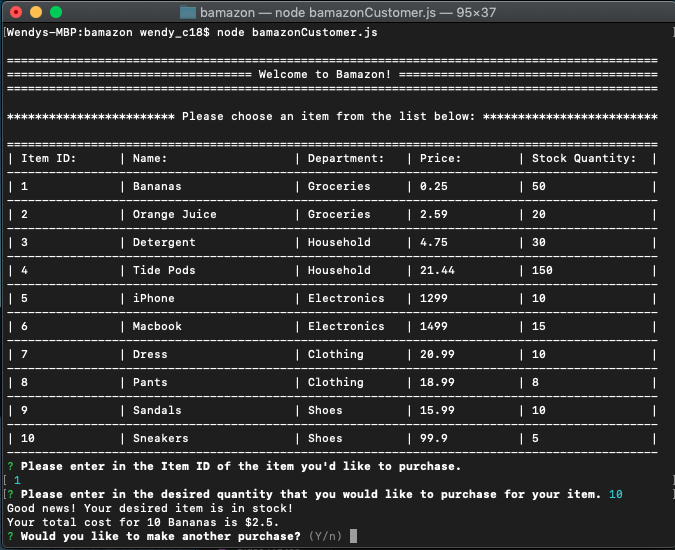 bamazon — node bamazonCustomer.js — 95×37
[Wendys-MBP:bamazon wendy_c18$ node bamazonCustomer.js ]
=============================================================================================
=================================== Welcome to Bamazon! =====================================
=============================================================================================
************************ Please choose an item from the list below: *************************
=============================================================================================
| Item ID: | Name: | Department: | Price: | Stock Quantity: |
---------------------------------------------------------------------------------------------
| 1 | Bananas | Groceries | 0.25 | 50 |
---------------------------------------------------------------------------------------------
| 2 | Orange Juice | Groceries | 2.59 | 20 |
---------------------------------------------------------------------------------------------
| 3 | Detergent | Household | 4.75 | 30 |
---------------------------------------------------------------------------------------------
| 4 | Tide Pods | Household | 21.44 | 150 |
---------------------------------------------------------------------------------------------
| 5 | iPhone | Electronics | 1299 | 10 |
---------------------------------------------------------------------------------------------
| 6 | Macbook | Electronics | 1499 | 15 |
---------------------------------------------------------------------------------------------
| 7 | Dress | Clothing | 20.99 | 10 |
---------------------------------------------------------------------------------------------
| 8 | Pants | Clothing | 18.99 | 8 |
---------------------------------------------------------------------------------------------
| 9 | Sandals | Shoes | 15.99 | 10 |
---------------------------------------------------------------------------------------------
| 10 | Sneakers | Shoes | 99.9 | 5 |
---------------------------------------------------------------------------------------------
? Please enter in the Item ID of the item you'd like to purchase.
[ 1 ]
[? Please enter in the desired quantity that you would like to purchase for your item. 10 ]
Good news! Your desired item is in stock!
Your total cost for 10 Bananas is $2.5.
? Would you like to make another purchase? (Y/n)